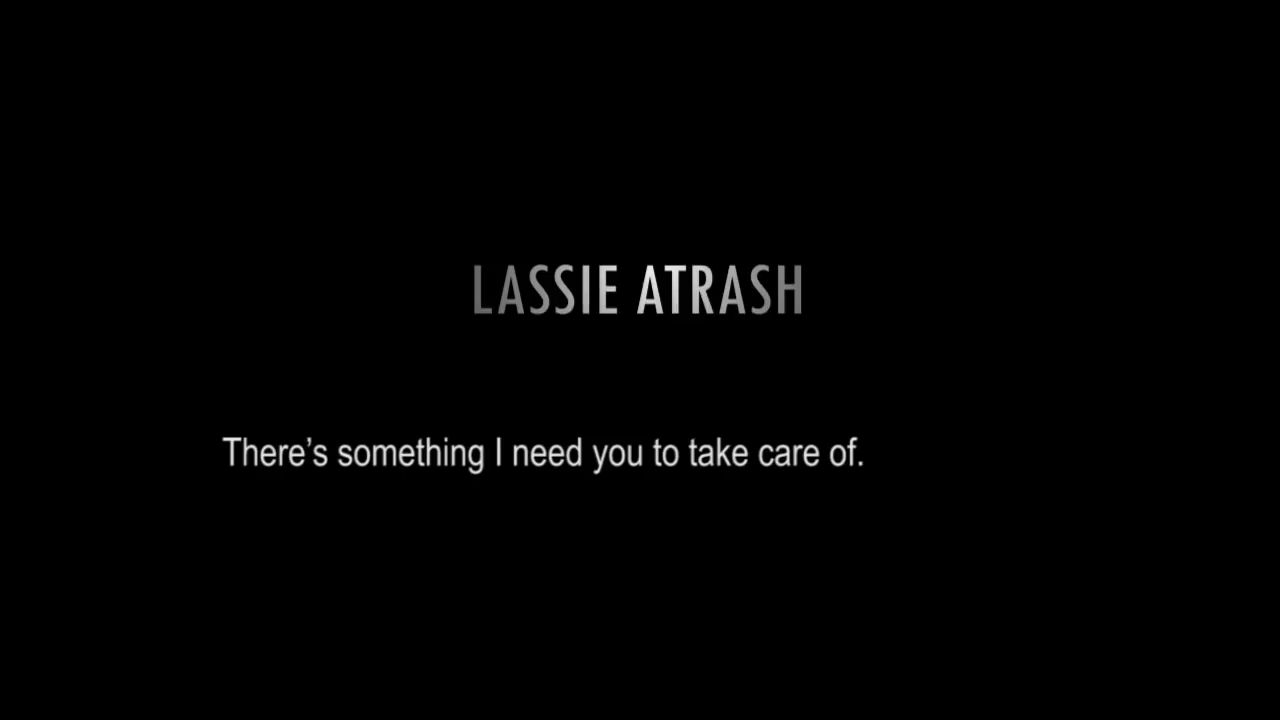 LASSIE ATRASH
There’s something I need you to take care of.